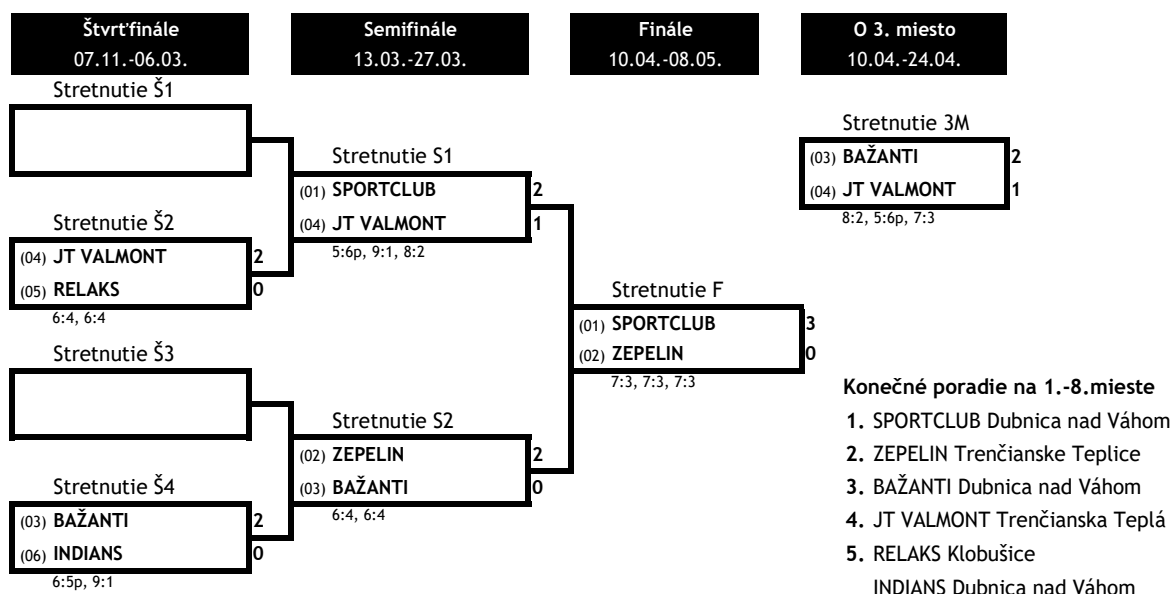 Štvrťfinále
07.11.-06.03.
Semifinále
13.03.-27.03.
Finále
10.04.-08.05.
O 3. miesto
10.04.-24.04.
Stretnutie Š1
Stretnutie Š2
(04) JT VALMONT 2
(05) RELAKS 0
6:4, 6:4
Stretnutie Š3
Stretnutie Š4
(03) BAŽANTI 2
(06) INDIANS 0
6:5p, 9:1
Stretnutie S1
(01) SPORTCLUB 2
(04) JT VALMONT 1
5:6p, 9:1, 8:2
Stretnutie S2
(02) ZEPELIN 2
(03) BAŽANTI 0
6:4, 6:4
Stretnutie F
(01) SPORTCLUB 3
(02) ZEPELIN 0
7:3, 7:3, 7:3
Stretnutie 3M
(03) BAŽANTI 2
(04) JT VALMONT 1
8:2, 5:6p, 7:3
Konečné poradie na 1.-8.mieste
1. SPORTCLUB Dubnica nad Váhom
2. ZEPELIN Trenčianske Teplice
3. BAŽANTI Dubnica nad Váhom
4. JT VALMONT Trenčianska Teplá
5. RELAKS Klobušice
INDIANS Dubnica nad Váhom